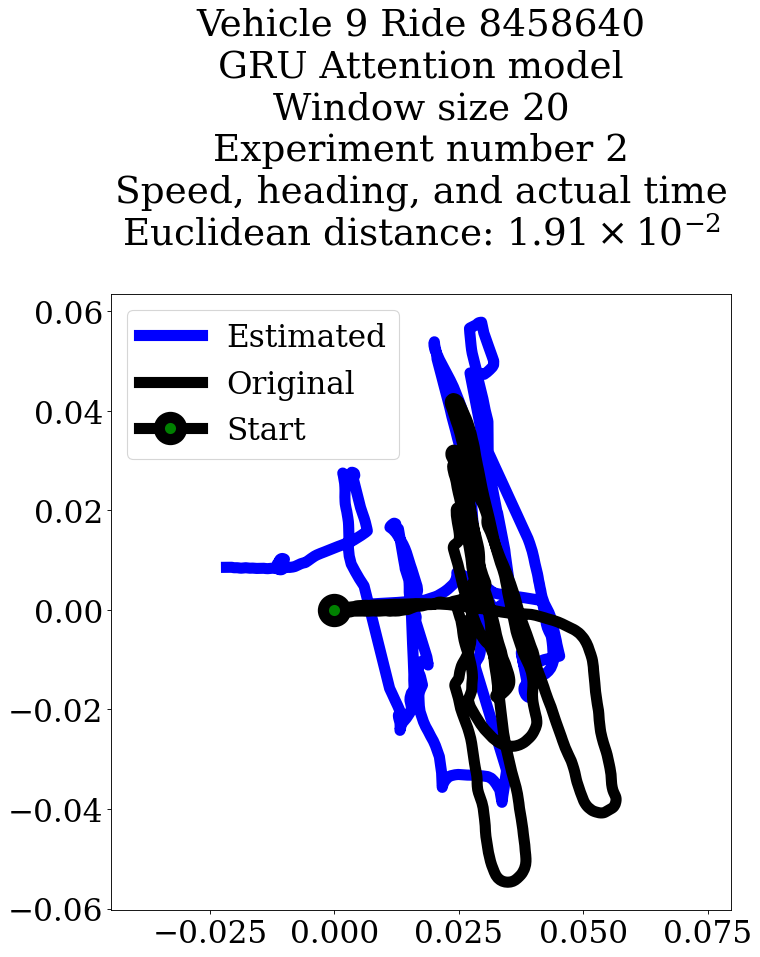 Vehicle 9 Ride 8458640
GRU Attention model
Window size 20
Experiment number 2
Speed, heading, and actual time
Euclidean distance: 1.91 × 10⁻²
Estimated
Original
Start
0.06
0.04
0.02
0.00
−0.02
−0.04
−0.06
−0.025 0.000 0.025 0.050 0.075